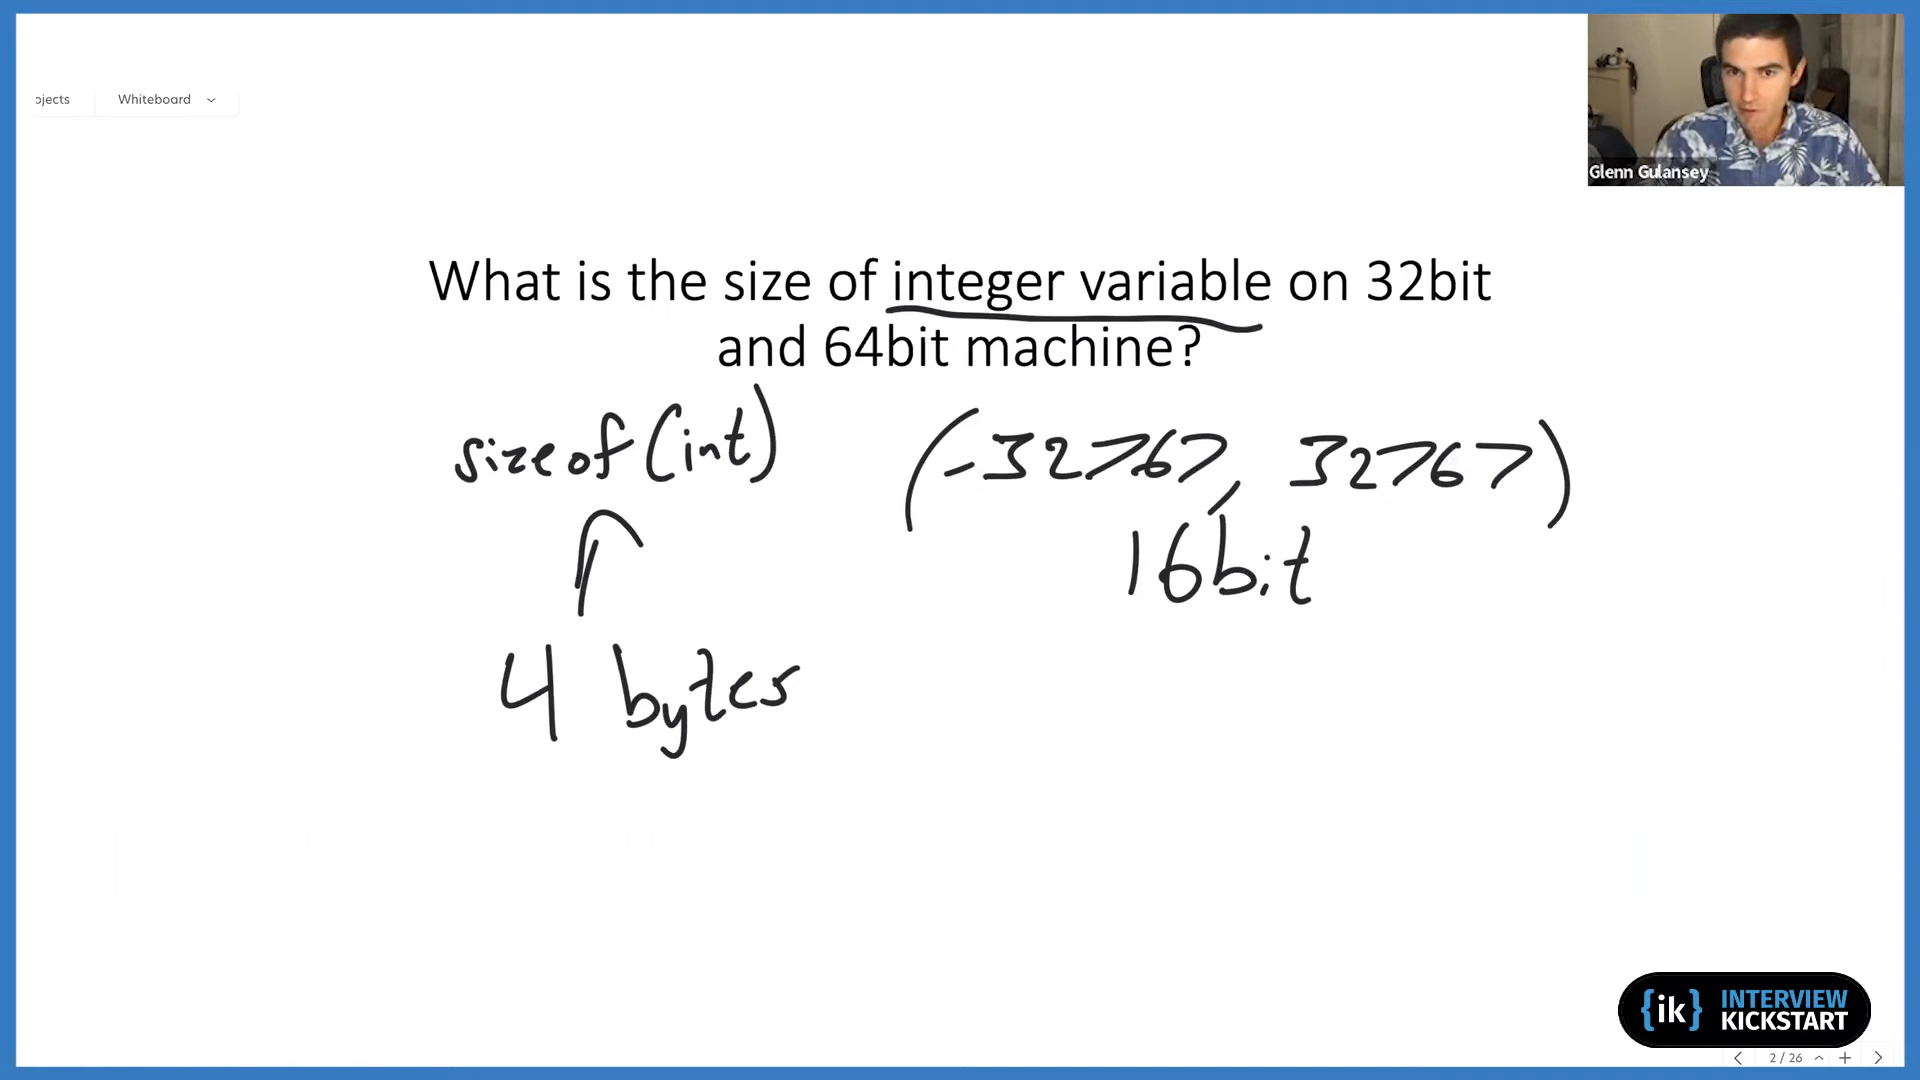 ojects Whiteboard
Glenn Gulansey
What is the size of integer variable on 32bit
and 64bit machine?
sizeof(int) (-32767, 32767)
16bit
4 bytes
{ik} INTERVIEW
KICKSTART
2 / 26